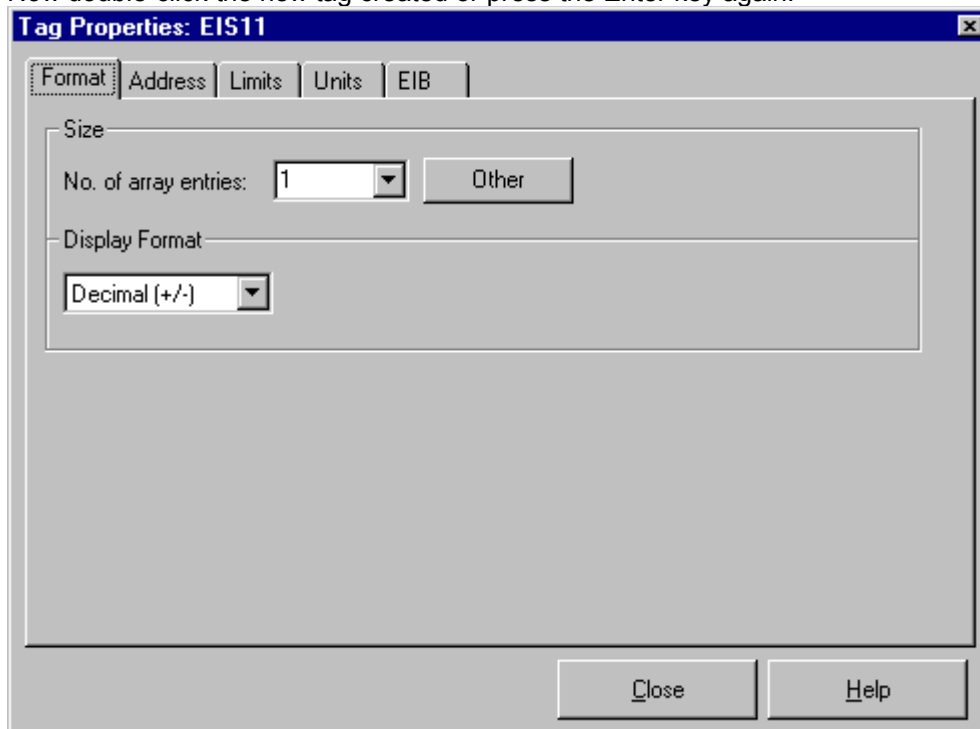 Now double-click the new tag created or press the Enter key again.
Tag Properties: EIS11
Format Address Limits Units EIB
Size
No. of array entries: 1 Other
Display Format
Decimal (+/-)
Close Help